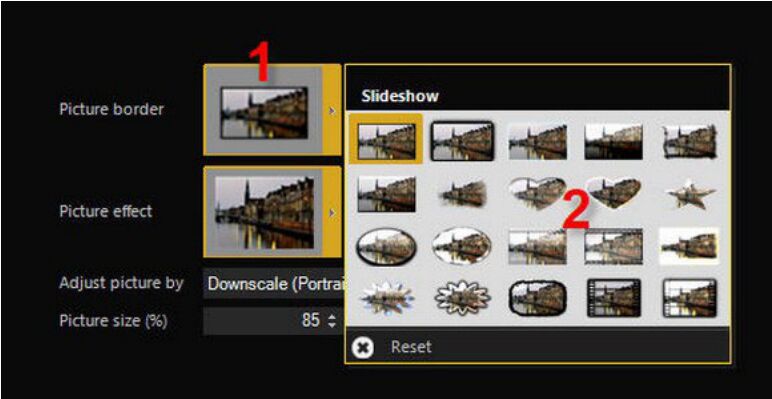 1
Slideshow
Picture border
2
Picture effect
Adjust picture by Downscale (Portrai
Picture size (%) 85
Reset